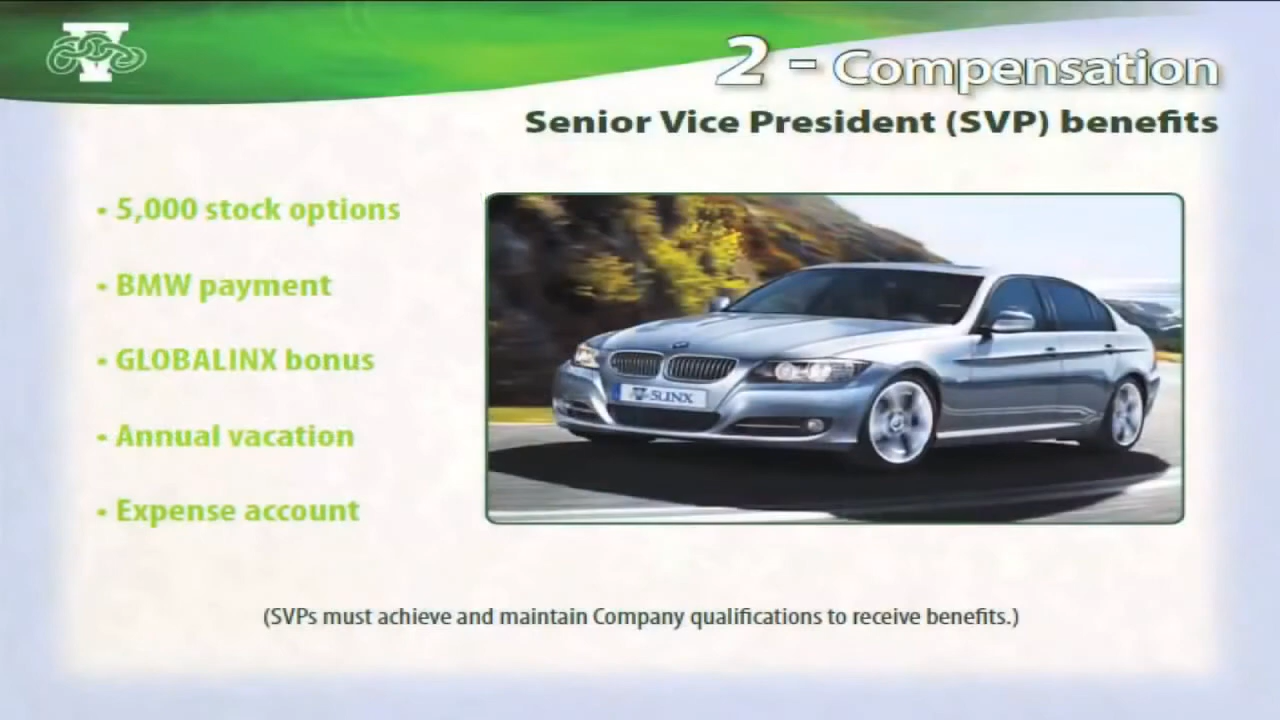 2 - Compensation
Senior Vice President (SVP) benefits
• 5,000 stock options
• BMW payment
• GLOBALINX bonus
• Annual vacation
• Expense account
5LINX
(SVPs must achieve and maintain Company qualifications to receive benefits.)